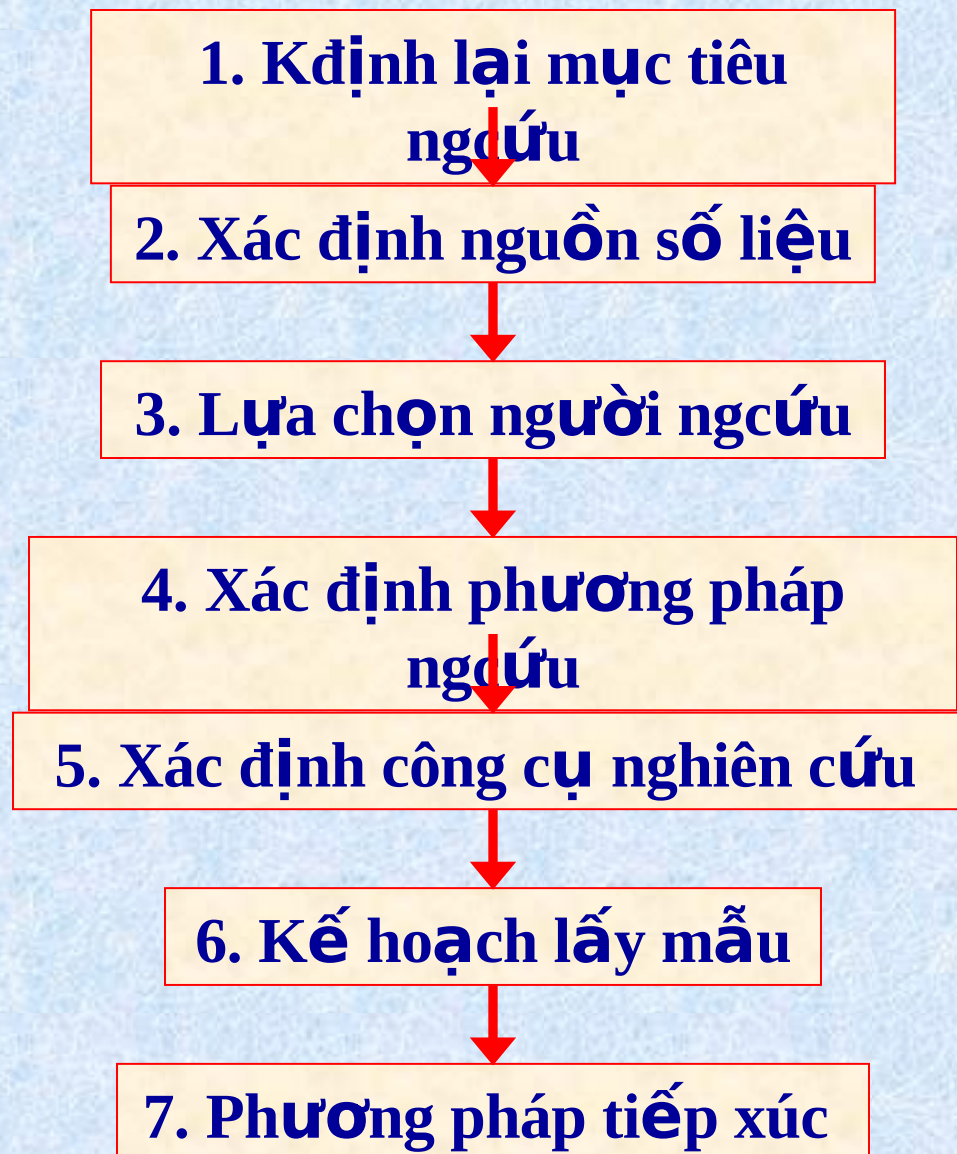 1. Kđịnh lại mục tiêu
ngcứu
2. Xác định nguồn số liệu
3. Lựa chọn người ngcứu
4. Xác định phương pháp
ngcứu
5. Xác định công cụ nghiên cứu
6. Kế hoạch lấy mẫu
7. Phương pháp tiếp xúc